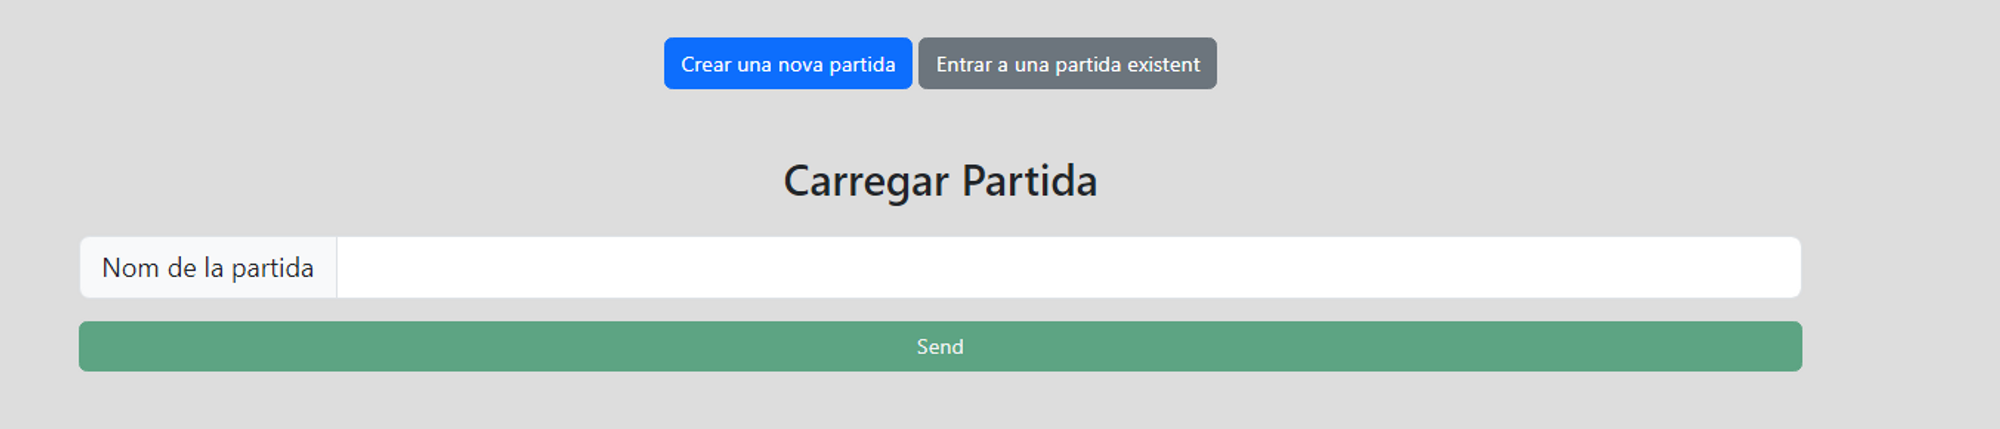 Crear una nova partida Entrar a una partida existent
Carregar Partida
Nom de la partida
Send